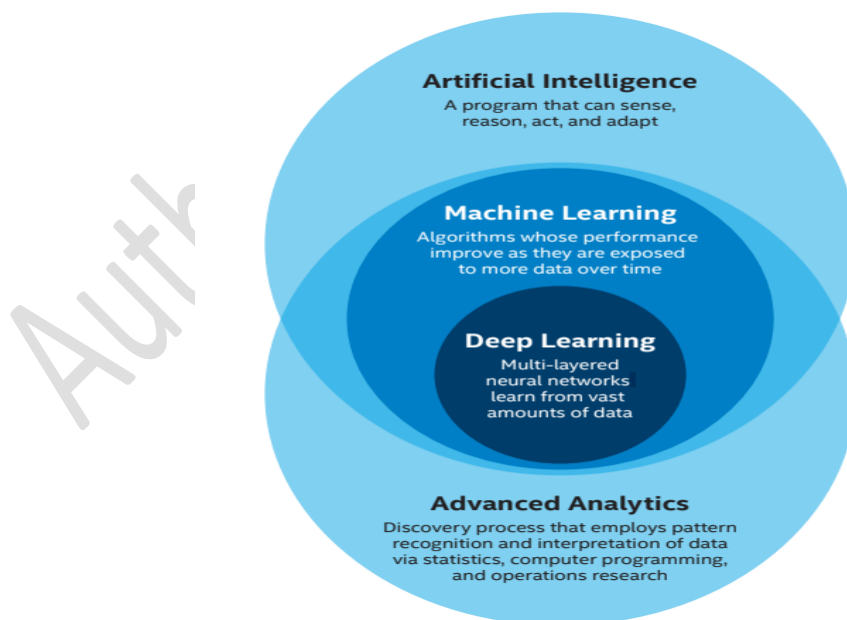 Artificial Intelligence
A program that can sense,
reason, act, and adapt
Machine Learning
Algorithms whose performance
improve as they are exposed
to more data over time
Deep Learning
Multi-layered
neural networks
learn from vast
amounts of data
Advanced Analytics
Discovery process that employs pattern
recognition and interpretation of data
via statistics, computer programming,
and operations research